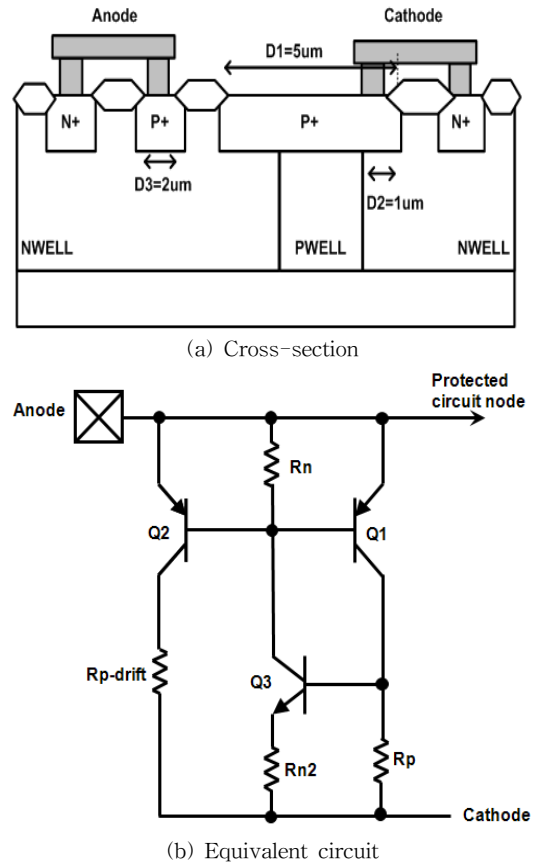 Anode
Cathode
D1=5um
N+
P+
P+
N+
D3=2um
D2=1um
NWELL
PWELL
NWELL
(a) Cross-section
Protected
circuit node
Anode
Rn
Q2
Q1
Rp-drift
Q3
Rn2
Rp
Cathode
(b) Equivalent circuit